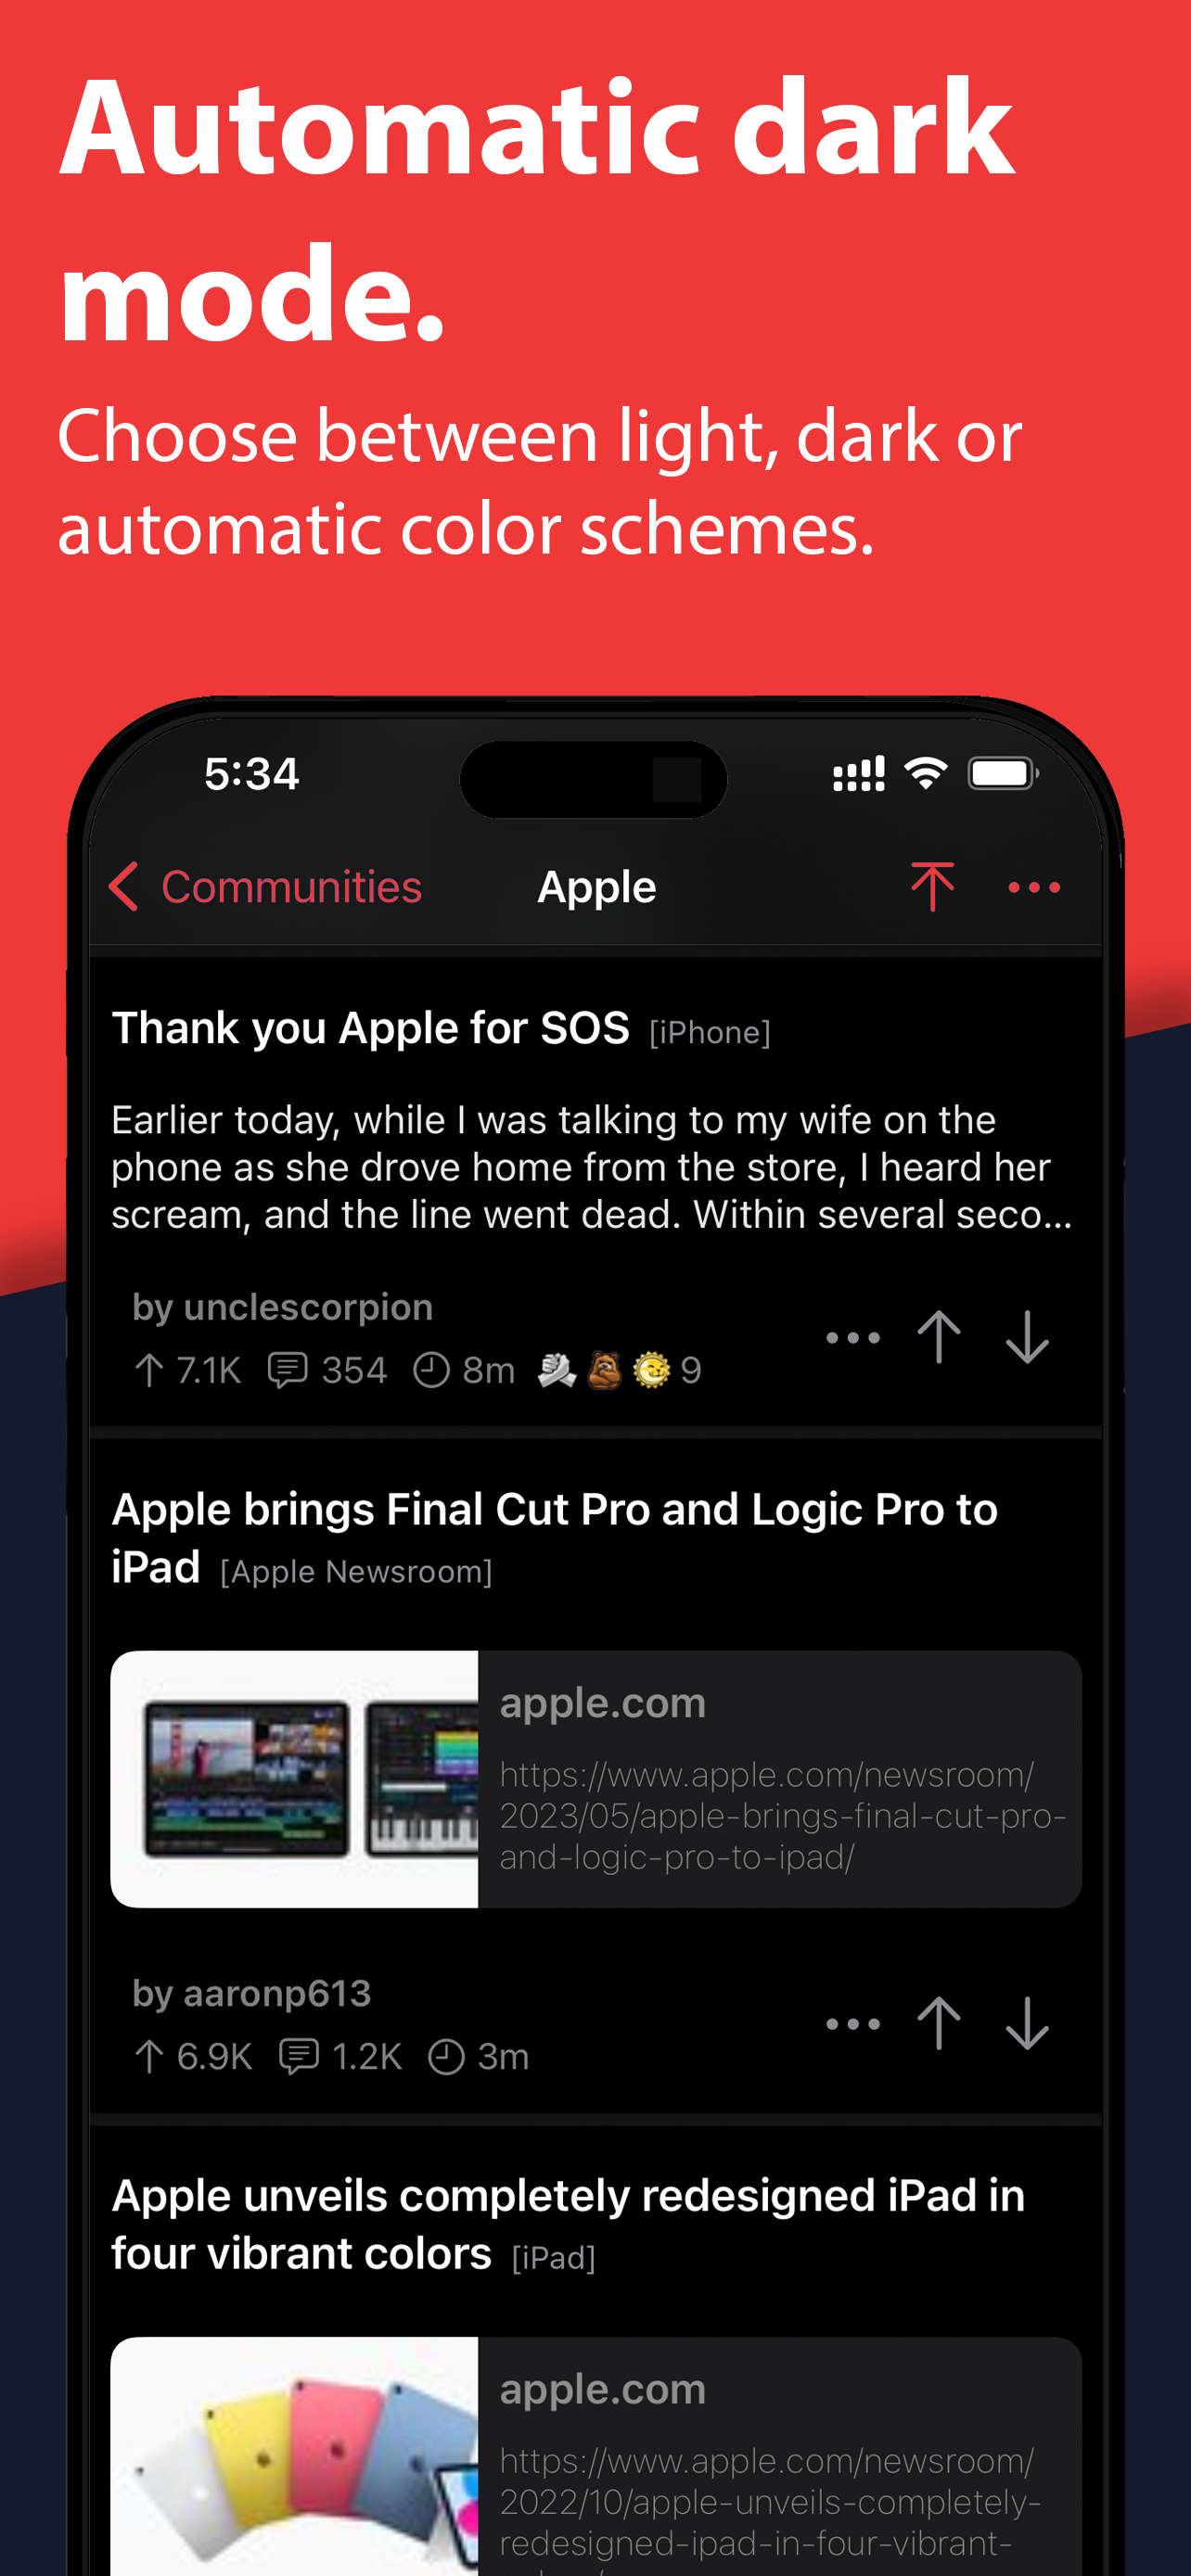 Automatic dark
mode.
Choose between light, dark or
automatic color schemes.
5:34
Communities
Apple
Thank you Apple for SOS [iPhone]
Earlier today, while I was talking to my wife on the
phone as she drove home from the store, I heard her
scream, and the line went dead. Within several seco...
by unclescorpion
7.1K 354 8m 9
Apple brings Final Cut Pro and Logic Pro to
iPad [Apple Newsroom]
apple.com
https://www.apple.com/newsroom/
2023/05/apple-brings-final-cut-pro-
and-logic-pro-to-ipad/
by aaronp613
6.9K 1.2K 3m
Apple unveils completely redesigned iPad in
four vibrant colors [iPad]
apple.com
https://www.apple.com/newsroom/
2022/10/apple-unveils-completely-
redesigned-ipad-in-four-vibrant-